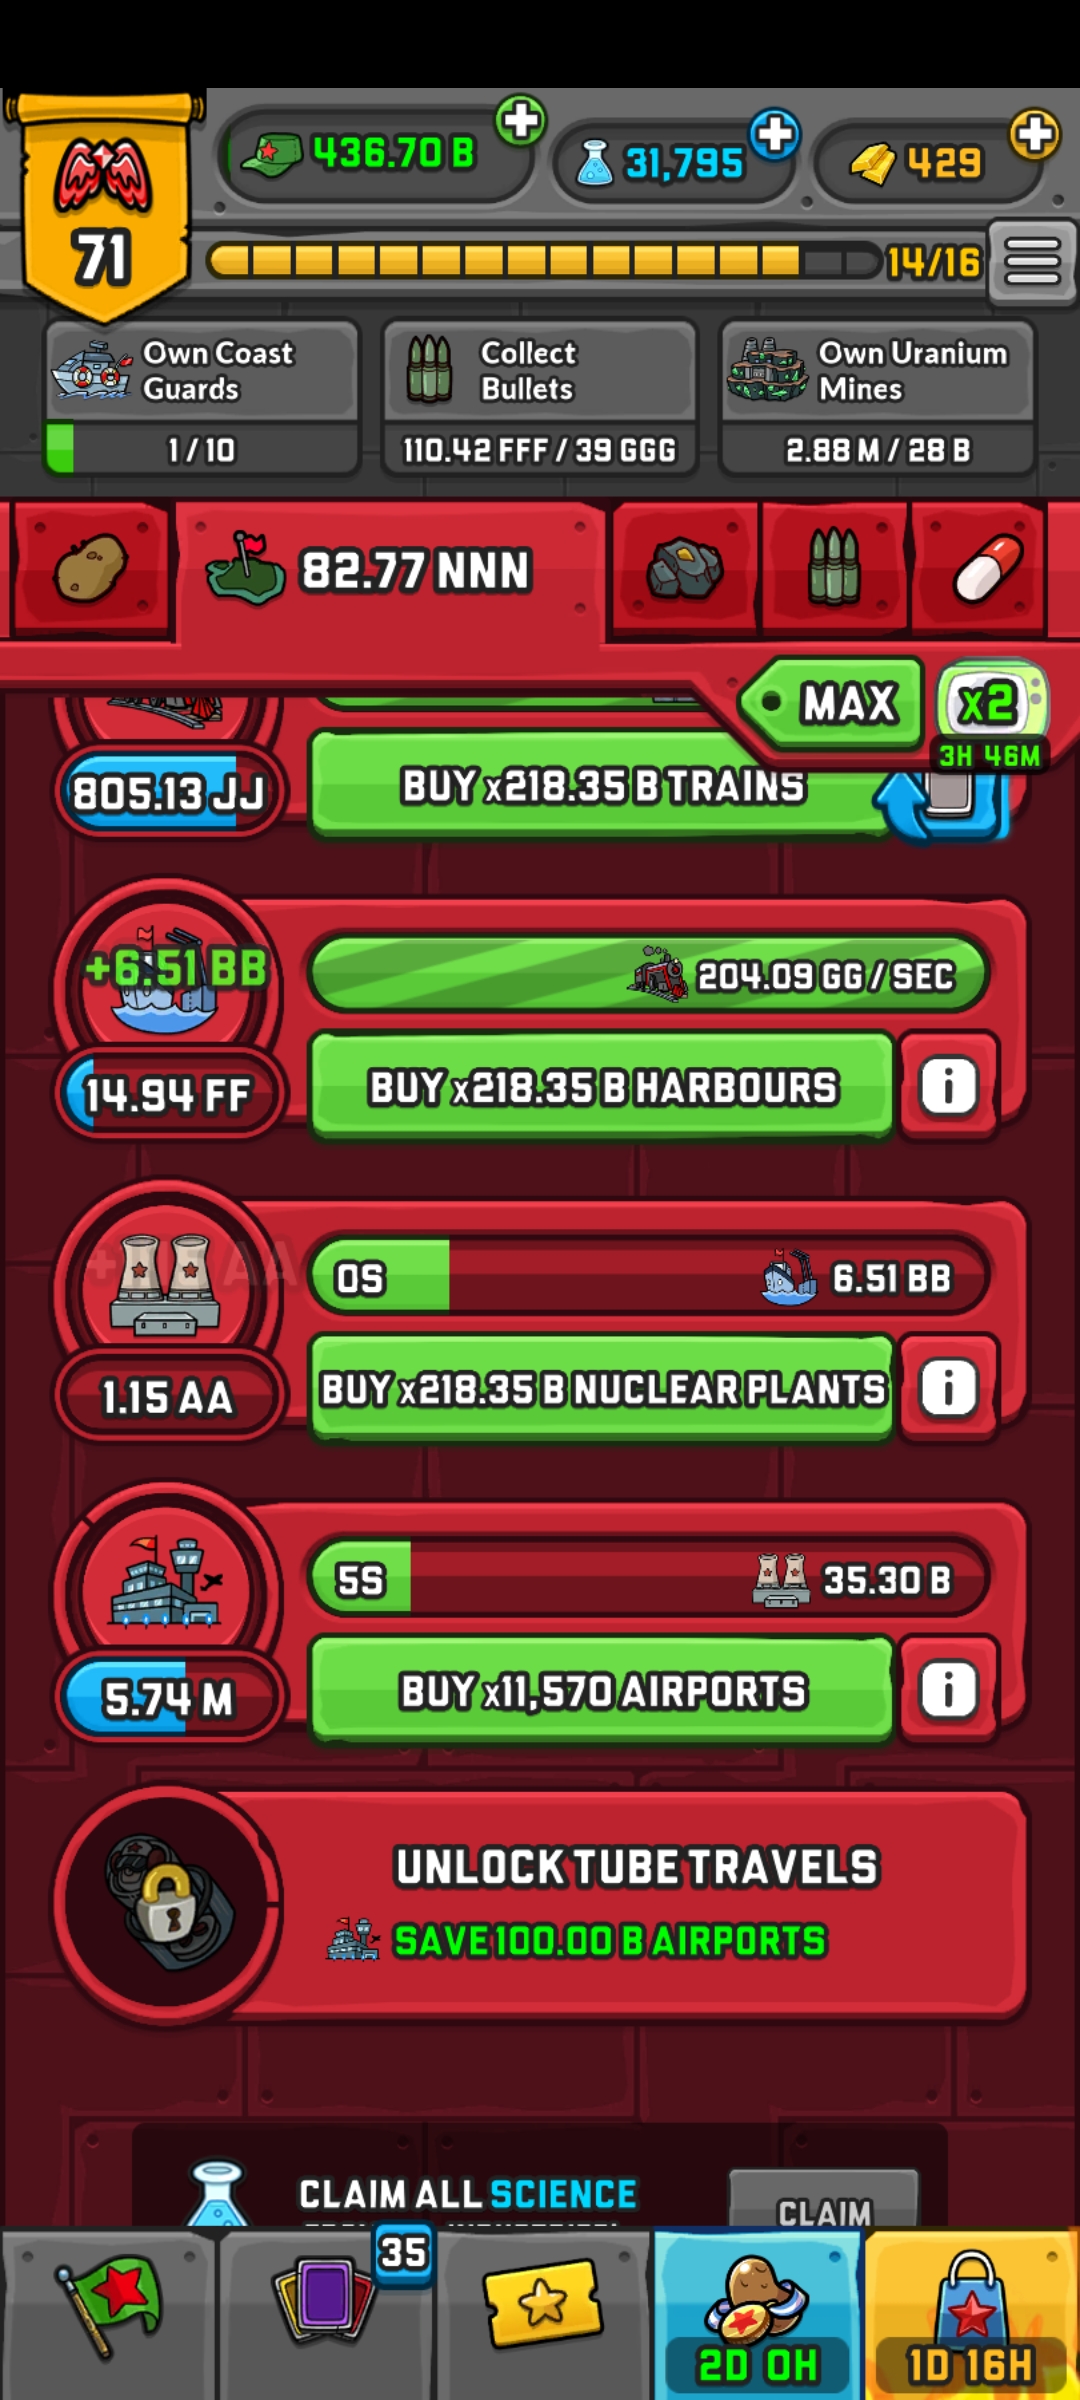 436.70 B
31,795
429
71
14/16
Own Coast
Guards
1/10
Collect
Bullets
110.42 FFF / 39 GGG
Own Uranium
Mines
2.88 M / 28 B
82.77 NNN
MAX
x2
3H 46M
805.13 JJ
BUY x218.35 B TRAINS
+6.51 BB
204.09 GG / SEC
14.94 FF
BUY x218.35 B HARBOURS
i
0S
6.51 BB
1.15 AA
BUY x218.35 B NUCLEAR PLANTS
i
5S
35.30 B
5.74 M
BUY x11,570 AIRPORTS
i
UNLOCK TUBE TRAVELS
SAVE 100.00 B AIRPORTS
CLAIM ALL SCIENCE
CLAIM
35
2D 0H
1D 16H